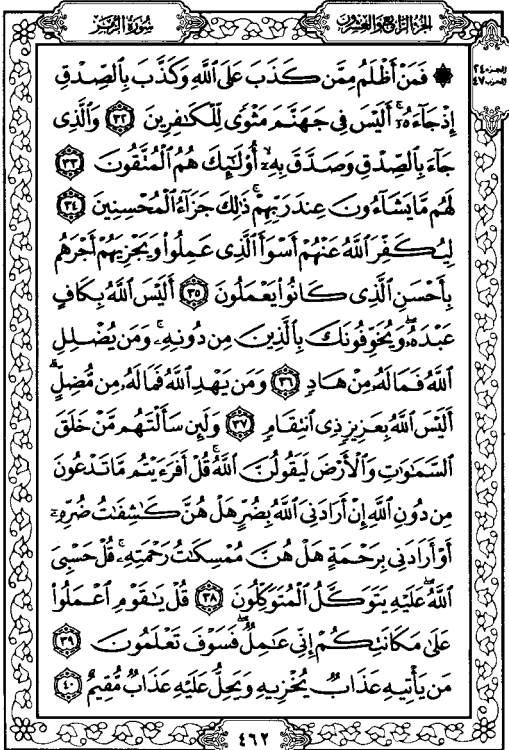 الجزء الرابع والعشرون
سورة الزمر
الجزء ٢٤
الحزب ٤٧
۞ فَمَنْ أَظْلَمُ مِمَّن كَذَبَ عَلَى ٱللَّهِ وَكَذَّبَ بِٱلصِّدْقِ
إِذْ جَآءَهُۥٓ ۚ أَلَيْسَ فِى جَهَنَّمَ مَثْوًى لِّلْكَٰفِرِينَ ٣٢ وَٱلَّذِى
جَآءَ بِٱلصِّدْقِ وَصَدَّقَ بِهِۦٓ ۙ أُو۟لَٰٓئِكَ هُمُ ٱلْمُتَّقُونَ ٣٣
لَهُم مَّا يَشَآءُونَ عِندَ رَبِّهِمْ ۚ ذَٰلِكَ جَزَآءُ ٱلْمُحْسِنِينَ ٣٤
لِيُكَفِّرَ ٱللَّهُ عَنْهُمْ أَسْوَأَ ٱلَّذِى عَمِلُوا۟ وَيَجْزِيَهُمْ أَجْرَهُم
بِأَحْسَنِ ٱلَّذِى كَانُوا۟ يَعْمَلُونَ ٣٥ أَلَيْسَ ٱللَّهُ بِكَافٍ
عَبْدَهُۥ ۖ وَيُخَوِّفُونَكَ بِٱلَّذِينَ مِن دُونِهِۦ ۚ وَمَن يُضْلِلِ
ٱللَّهُ فَمَا لَهُۥ مِنْ هَادٍ ٣٦ وَمَن يَهْدِ ٱللَّهُ فَمَا لَهُۥ مِن مُّضِلٍّ ۗ
أَلَيْسَ ٱللَّهُ بِعَزِيزٍ ذِى ٱنتِقَامٍ ٣٧ وَلَئِن سَأَلْتَهُم مَّنْ خَلَقَ
ٱلسَّمَٰوَٰتِ وَٱلْأَرْضَ لَيَقُولُنَّ ٱللَّهُ ۚ قُلْ أَفَرَءَيْتُم مَّا تَدْعُونَ
مِن دُونِ ٱللَّهِ إِنْ أَرَادَنِىَ ٱللَّهُ بِضُرٍّ هَلْ هُنَّ كَٰشِفَٰتُ ضُرِّهِۦٓ
أَوْ أَرَادَنِى بِرَحْمَةٍ هَلْ هُنَّ مُمْسِكَٰتُ رَحْمَتِهِۦ ۚ قُلْ حَسْبِىَ
ٱللَّهُ ۖ عَلَيْهِ يَتَوَكَّلُ ٱلْمُتَوَكِّلُونَ ٣٨ قُلْ يَٰقَوْمِ ٱعْمَلُوا۟
عَلَىٰ مَكَانَتِكُمْ إِنِّى عَٰمِلٌ ۖ فَسَوْفَ تَعْلَمُونَ ٣٩
مَن يَأْتِيهِ عَذَابٌ يُخْزِيهِ وَيَحِلُّ عَلَيْهِ عَذَابٌ مُّقِيمٌ ٤٠
٤٦٢